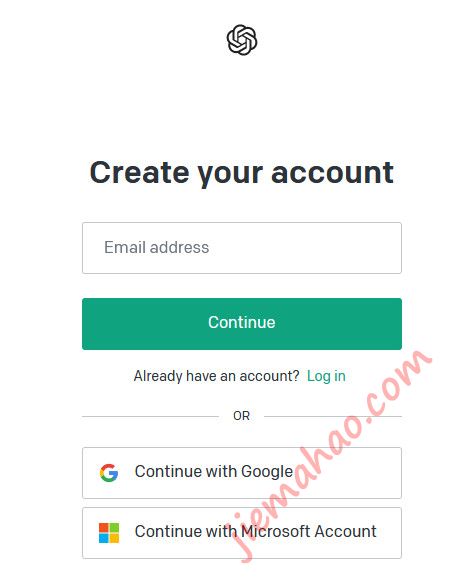 Create your account
Email address
Continue
Already have an account? Log in
OR
Continue with Google
Continue with Microsoft Account
jiemahao.com